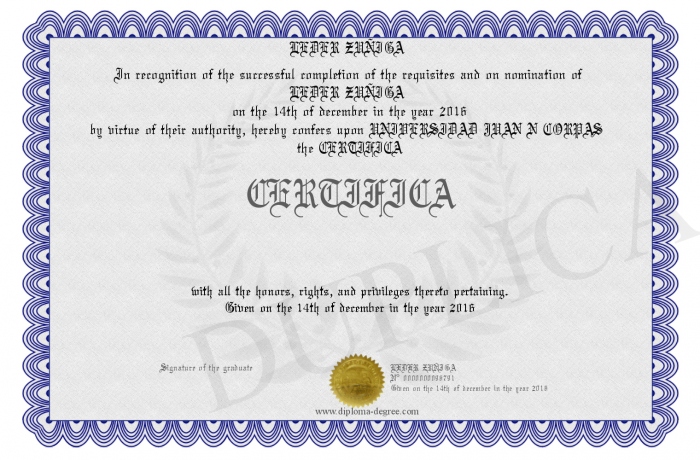 LEDER ZUÑIGA
In recognition of the successful completion of the requisites and on nomination of
LEDER ZUÑIGA
on the 14th of december in the year 2016
by virtue of their authority, hereby confers upon UNIVERSIDAD JUAN N CORPAS
the CERTIFICA
CERTIFICA
DUPLICA
with all the honors, rights, and privileges thereto pertaining.
Given on the 14th of december in the year 2016
Signature of the graduate
LEDER ZUÑIGA
Nº 0000000098791
Given on the 14th of december in the year 2016
www.diploma-degree.com